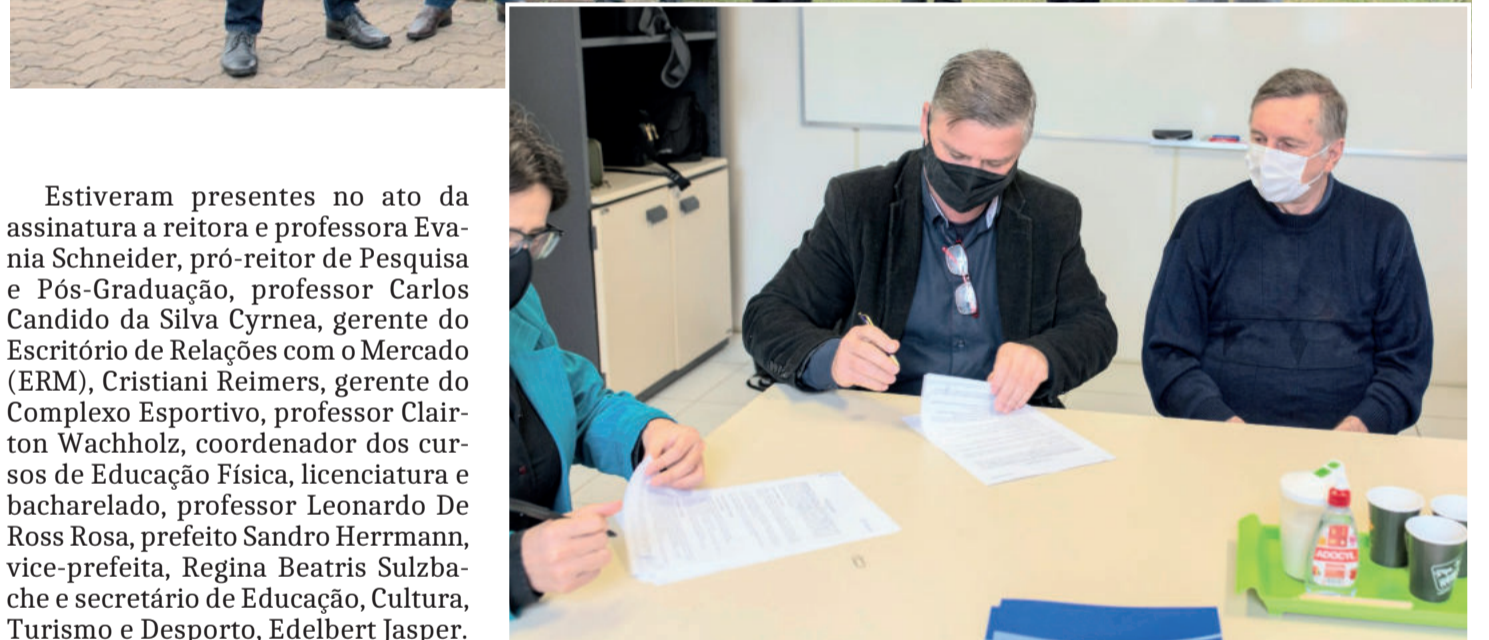 Estiveram presentes no ato da
assinatura a reitora e professora Eva-
nia Schneider, pró-reitor de Pesquisa
e Pós-Graduação, professor Carlos
Candido da Silva Cyrnea, gerente do
Escritório de Relações com o Mercado
(ERM), Cristiani Reimers, gerente do
Complexo Esportivo, professor Clair-
ton Wachholz, coordenador dos cur-
sos de Educação Física, licenciatura e
bacharelado, professor Leonardo De
Ross Rosa, prefeito Sandro Herrmann,
vice-prefeita, Regina Beatris Sulzba-
che e secretário de Educação, Cultura,
Turismo e Desporto, Edelbert Jasper.
ADOCYL